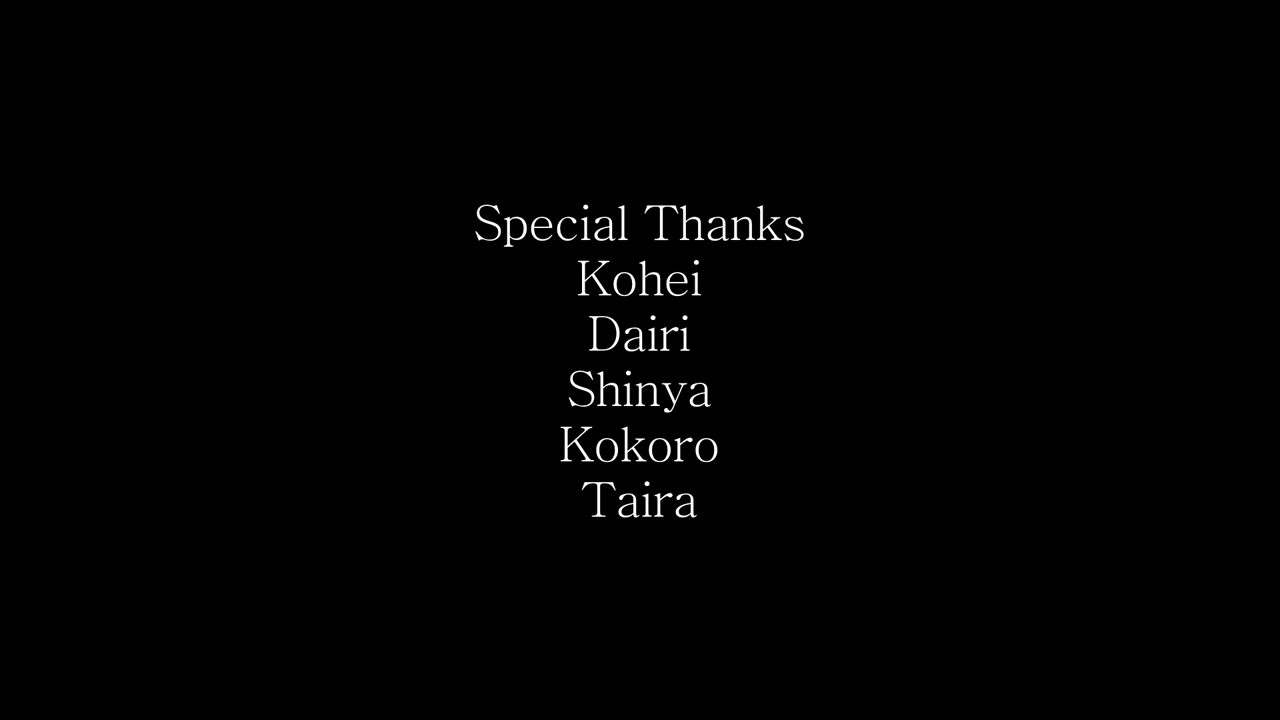 Special Thanks
Kohei
Dairi
Shinya
Kokoro
Taira